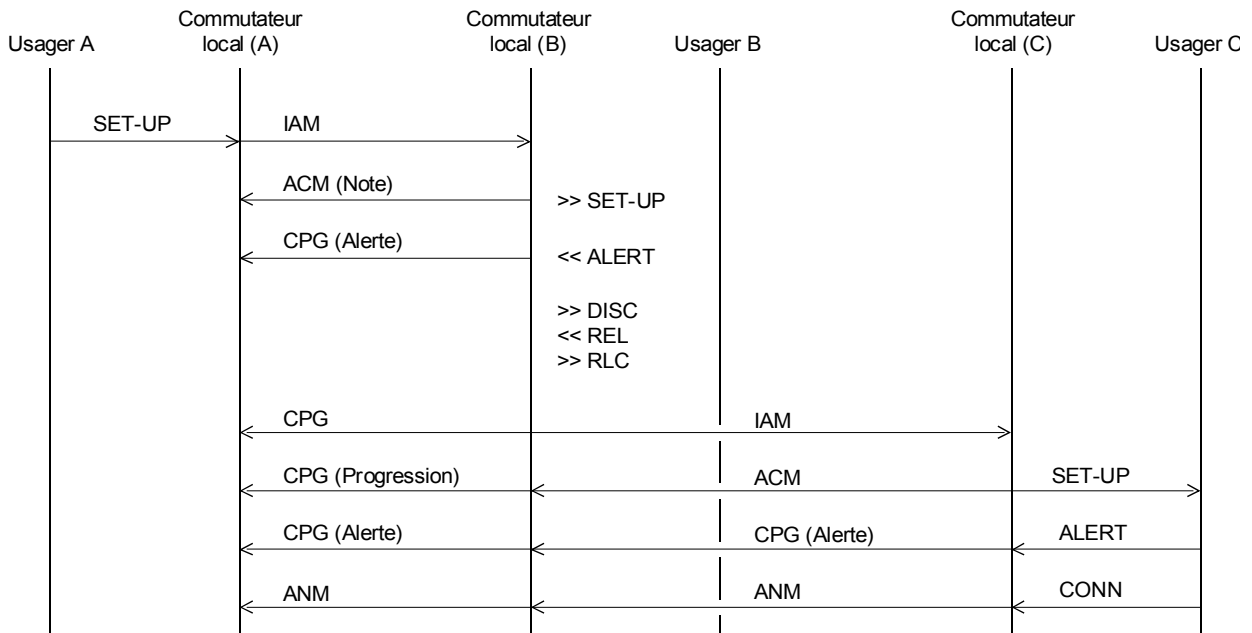 Usager A
Commutateur
local (A)
Commutateur
local (B)
Usager B
Commutateur
local (C)
Usager C
SET-UP
IAM
ACM (Note)
>> SET-UP
CPG (Alerte)
<< ALERT
>> DISC
<< REL
>> RLC
CPG
IAM
CPG (Progression)
ACM
SET-UP
CPG (Alerte)
CPG (Alerte)
ALERT
ANM
ANM
CONN